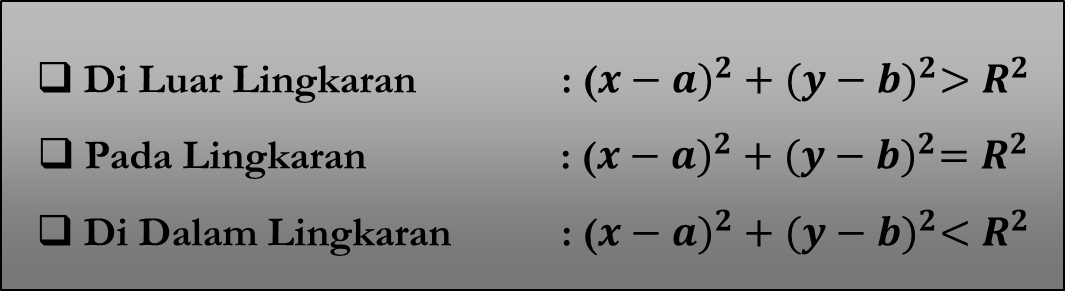 ❑ Di Luar Lingkaran : (x − a)² + (y − b)² > R²
❑ Pada Lingkaran : (x − a)² + (y − b)² = R²
❑ Di Dalam Lingkaran : (x − a)² + (y − b)² < R²